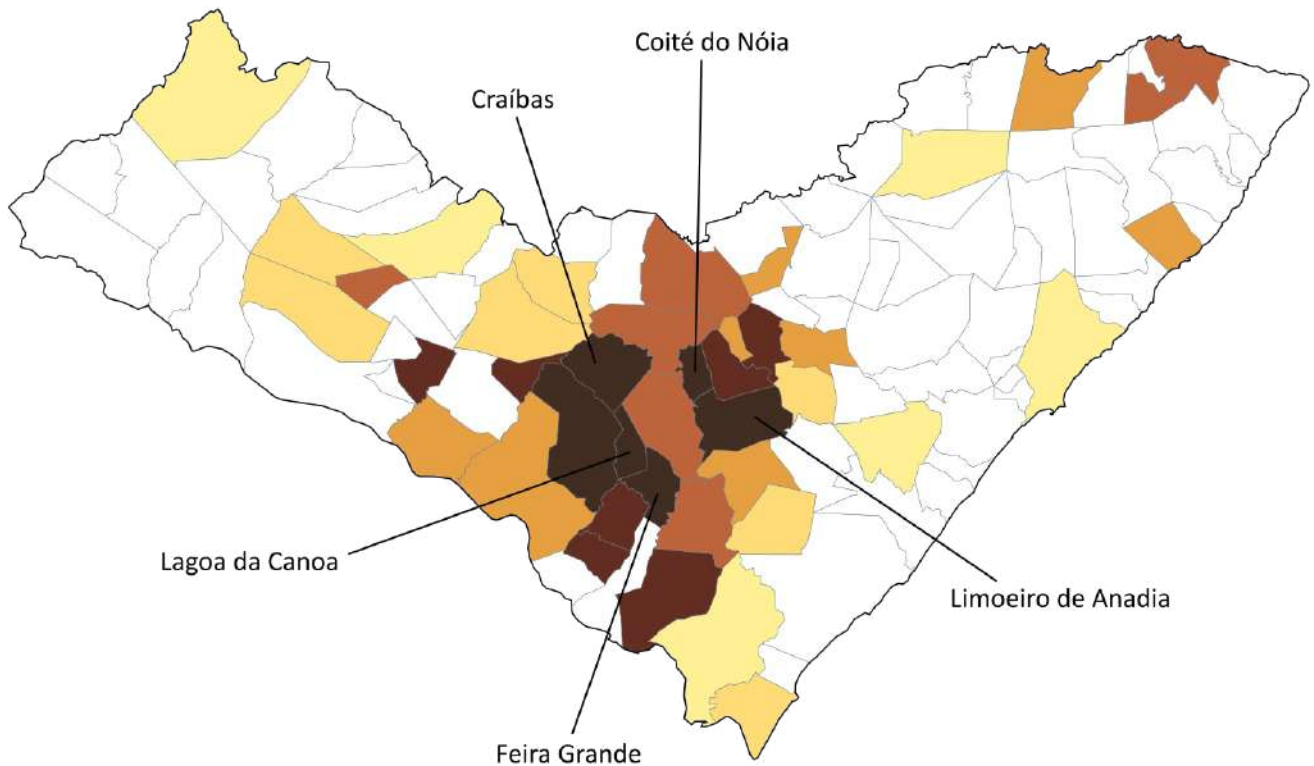 Coité do Nóia
Craíbas
Lagoa da Canoa
Limoeiro de Anadia
Feira Grande